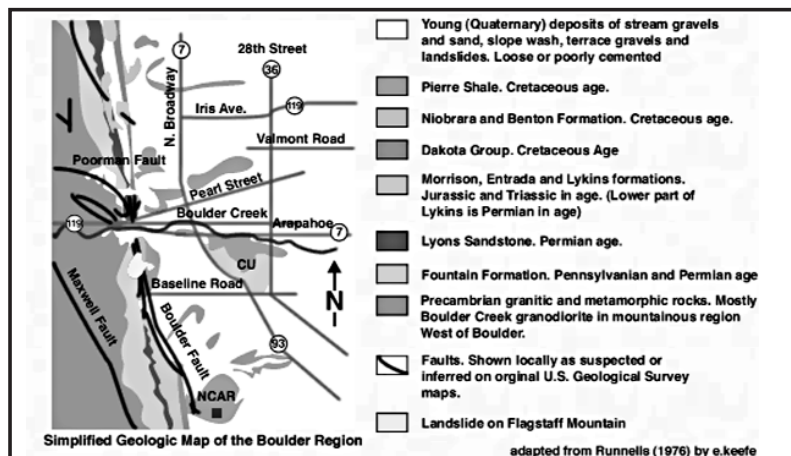 7
28th Street
36
N. Broadway
Iris Ave.
119
Valmont Road
Poorman Fault
Pearl Street
Boulder Creek
119
Arapahoe
7
CU
Baseline Road
N
Maxwell Fault
Boulder Fault
93
NCAR
Simplified Geologic Map of the Boulder Region
Young (Quaternary) deposits of stream gravels
and sand, slope wash, terrace gravels and
landslides. Loose or poorly cemented
Pierre Shale. Cretaceous age.
Niobrara and Benton Formation. Cretaceous age.
Dakota Group. Cretaceous Age
Morrison, Entrada and Lykins formations.
Jurassic and Triassic in age. (Lower part of
Lykins is Permian in age)
Lyons Sandstone. Permian age.
Fountain Formation. Pennsylvanian and Permian age
Precambrian granitic and metamorphic rocks. Mostly
Boulder Creek granodiorite in mountainous region
West of Boulder.
Faults. Shown locally as suspected or
inferred on orginal U.S. Geological Survey
maps.
Landslide on Flagstaff Mountain
adapted from Runnells (1976) by e.keefe